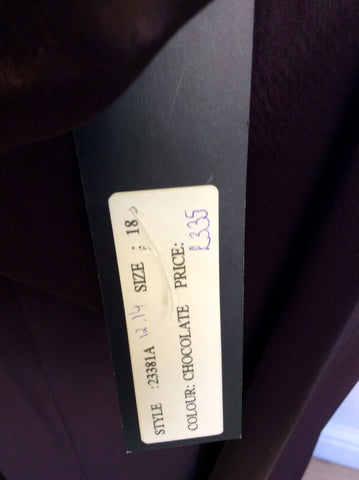 STYLE :23381A 12.14 SIZE : 18
COLOUR: CHOCOLATE PRICE:
£335